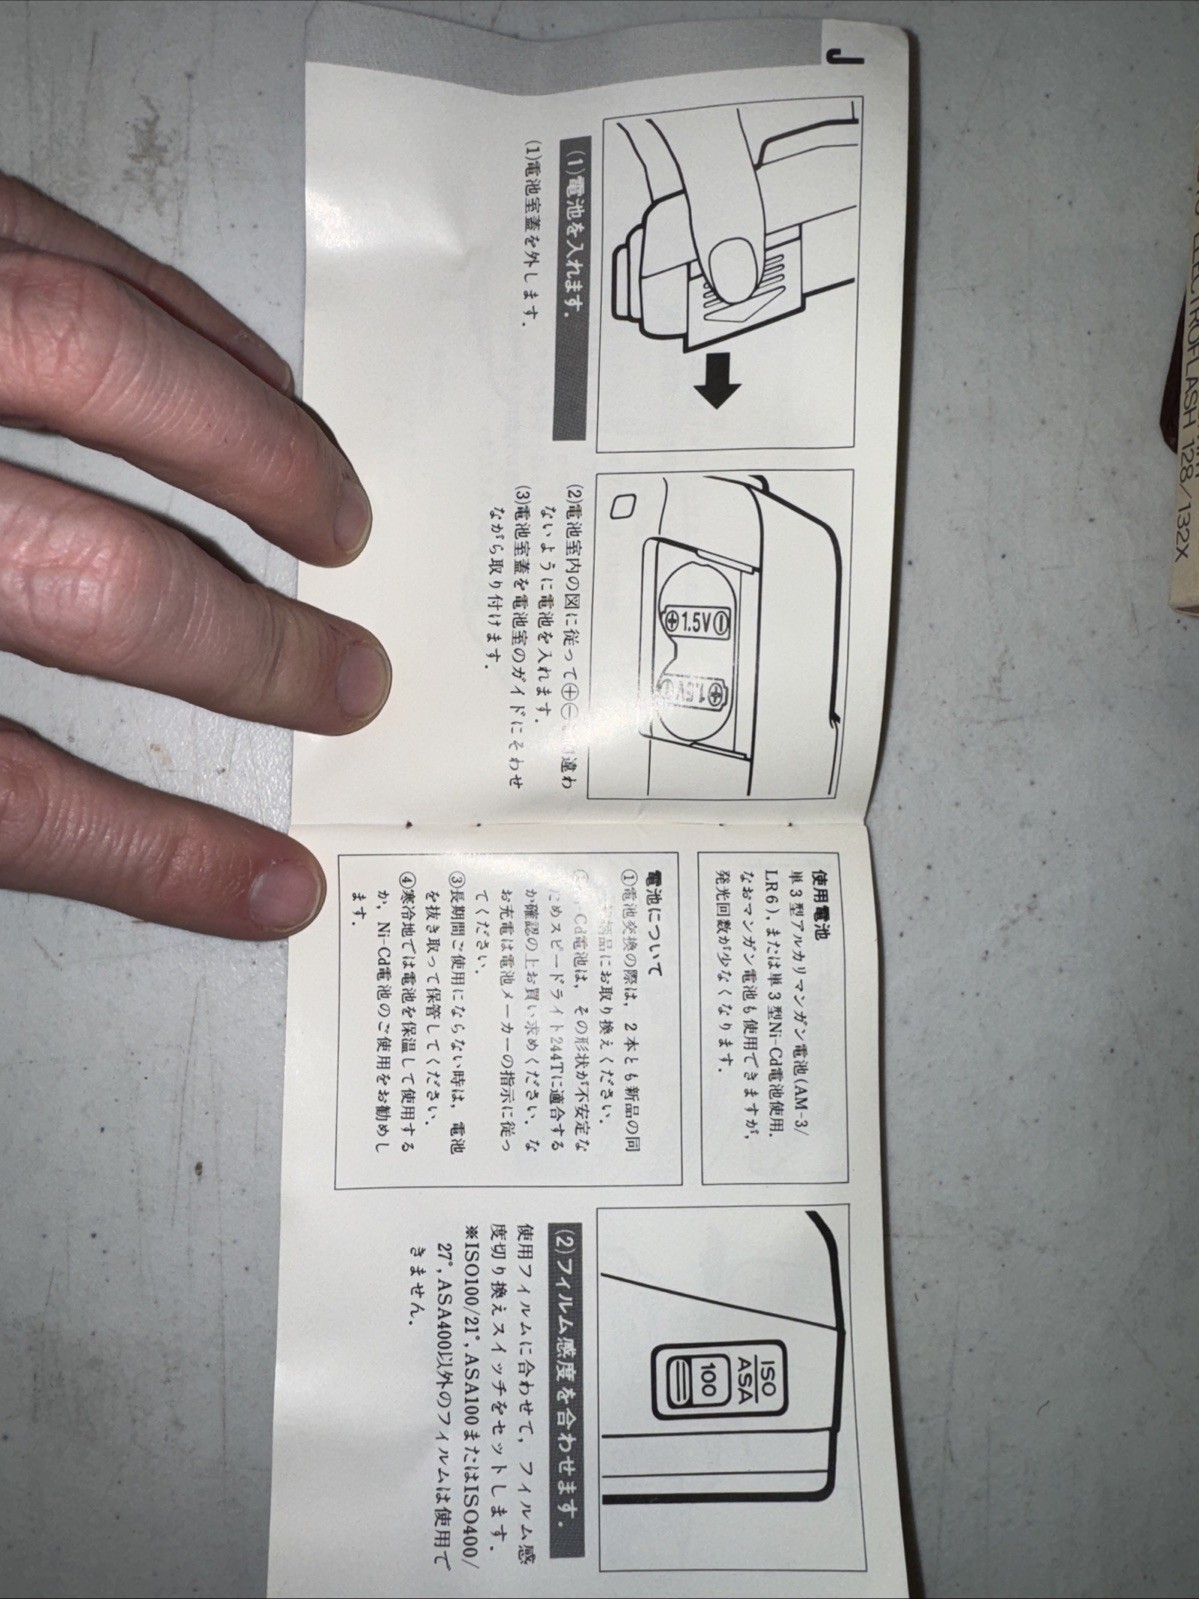 J
(1)電池を入れます.
(1)電池室蓋を外します.
(2)電池室内の図に従って⊕⊖ 違わ
ないように電池を入れます.
(3)電池室蓋を電池室のガイドにそわせ
ながら取り付けます.
⊕1.5V⊖
⊕1.5V⊖
使用電池
単3型アルカリマンガン電池(AM-3/
LR6),または単3型Ni-Cd電池使用.
なおマンガン電池も使用できますが,
発光回数が少なくなります.
電池について
①電池交換の際は,2本とも新品の同
品にお取り換えください.
Cd電池は,その形状が不安定な
ためスピードライト244Tに適合する
か確認の上お買い求めください.な
お充電は電池メーカーの指示に従っ
てください.
③長期間ご使用にならない時は,電池
を抜き取って保管してください.
④寒冷地では電池を保温して使用する
か,Ni-Cd電池のご使用をお勧めし
ます.
ISO
ASA
100
(2)フィルム感度を合わせます.
使用フィルムに合わせて,フィルム感
度切り換えスイッチをセットします.
※ISO100/21°,ASA100またはISO400/
27°,ASA400以外のフィルムは使用で
きません.
ELECTROFLASH 128/132X